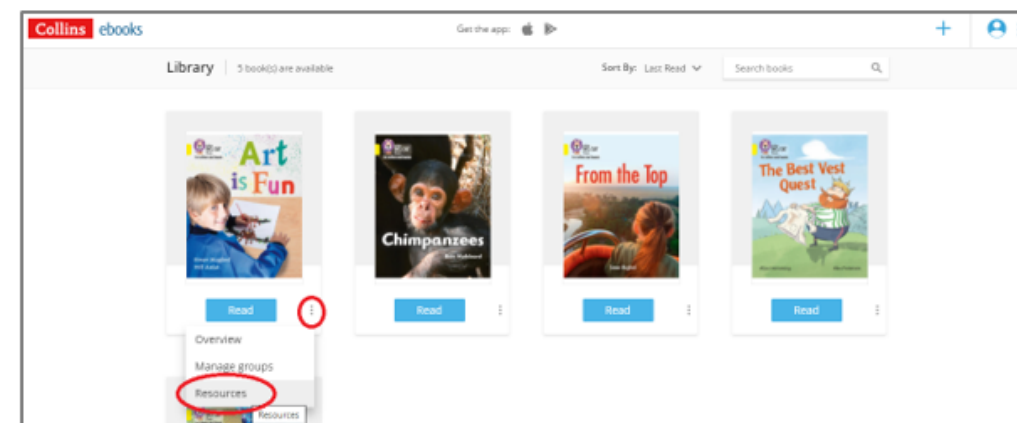 Collins ebooks
Get the app:
Library
5 book(s) are available
Sort By: Last Read
Search books
Art
is Fun
Chimpanzees
From the Top
The Best Vest
Quest
Read
Read
Read
Read
Overview
Manage groups
Resources
Resources